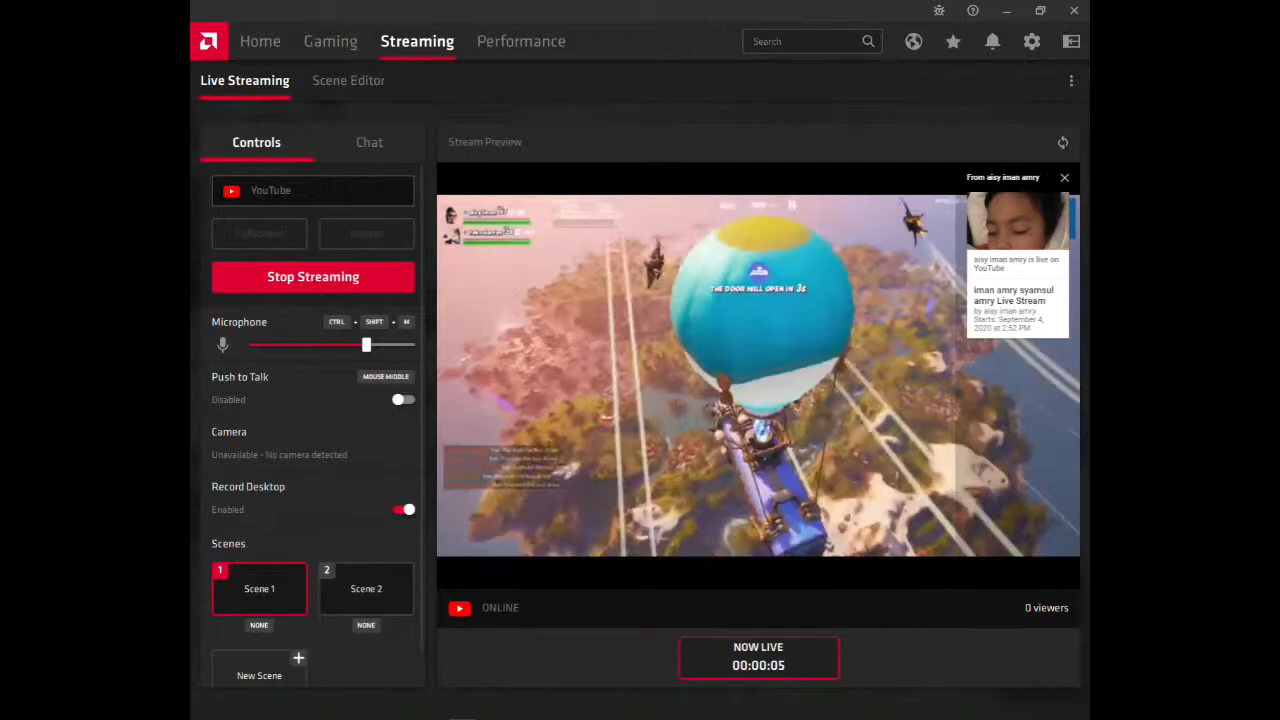 Home Gaming Streaming Performance Search
Live Streaming Scene Editor
Controls Chat Stream Preview
YouTube
From aisy iman amry
aisy iman amry is live on
YouTube
iman amry syamsul
amry Live Stream
by aisy iman amry
Starts: September 4,
2020 at 2:52 PM
THE DOOR WILL OPEN IN 3s
Stop Streaming
Microphone CTRL + SHIFT + M
Push to Talk MOUSE MIDDLE
Disabled
Camera
Unavailable - No camera detected
Record Desktop
Enabled
Scenes
1 2
Scene 1 Scene 2
NONE NONE
New Scene
ONLINE 0 viewers
NOW LIVE
00:00:05